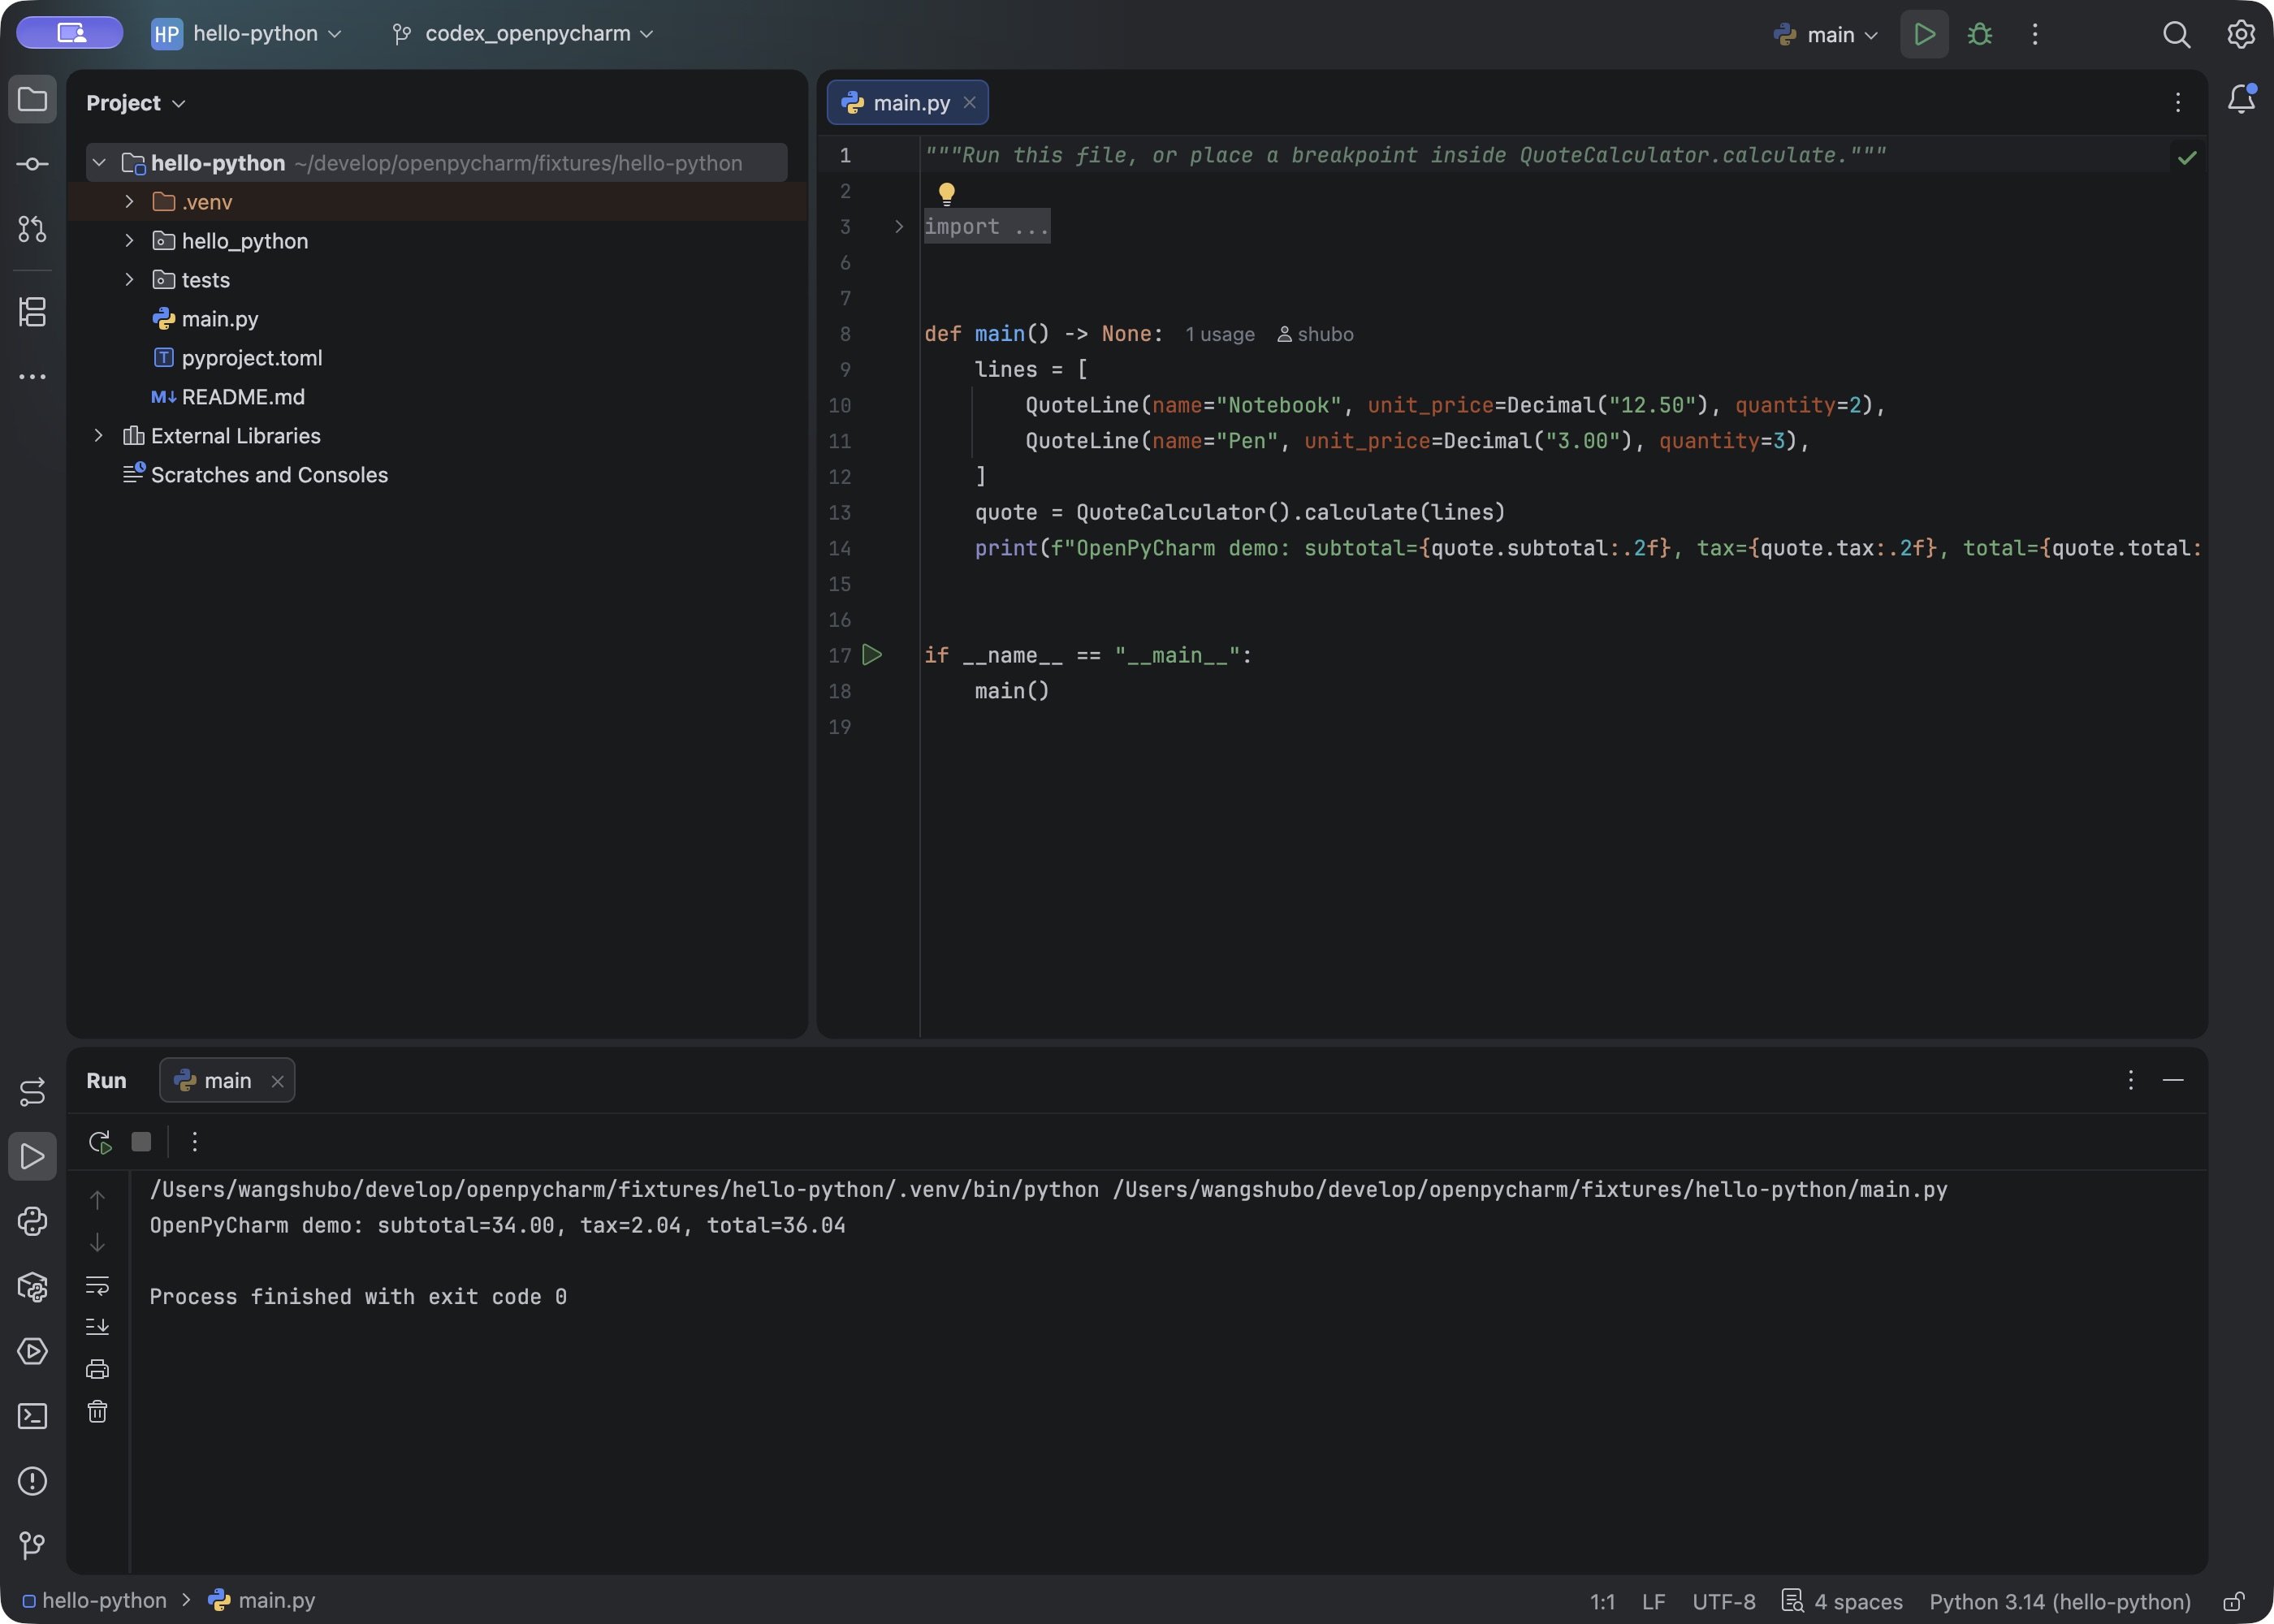 HP hello-python
codex_openpycharm
main
Project
hello-python ~/develop/openpycharm/fixtures/hello-python
.venv
hello_python
tests
main.py
T pyproject.toml
M↓ README.md
External Libraries
Scratches and Consoles
main.py
1 """Run this file, or place a breakpoint inside QuoteCalculator.calculate."""
2
3 import ...
6
7
8 def main() -> None: 1 usage shubo
9 lines = [
10 QuoteLine(name="Notebook", unit_price=Decimal("12.50"), quantity=2),
11 QuoteLine(name="Pen", unit_price=Decimal("3.00"), quantity=3),
12 ]
13 quote = QuoteCalculator().calculate(lines)
14 print(f"OpenPyCharm demo: subtotal={quote.subtotal:.2f}, tax={quote.tax:.2f}, total={quote.total:
15
16
17 if __name__ == "__main__":
18 main()
19
Run main
/Users/wangshubo/develop/openpycharm/fixtures/hello-python/.venv/bin/python /Users/wangshubo/develop/openpycharm/fixtures/hello-python/main.py
OpenPyCharm demo: subtotal=34.00, tax=2.04, total=36.04
Process finished with exit code 0
hello-python > main.py
1:1 LF UTF-8 4 spaces Python 3.14 (hello-python)